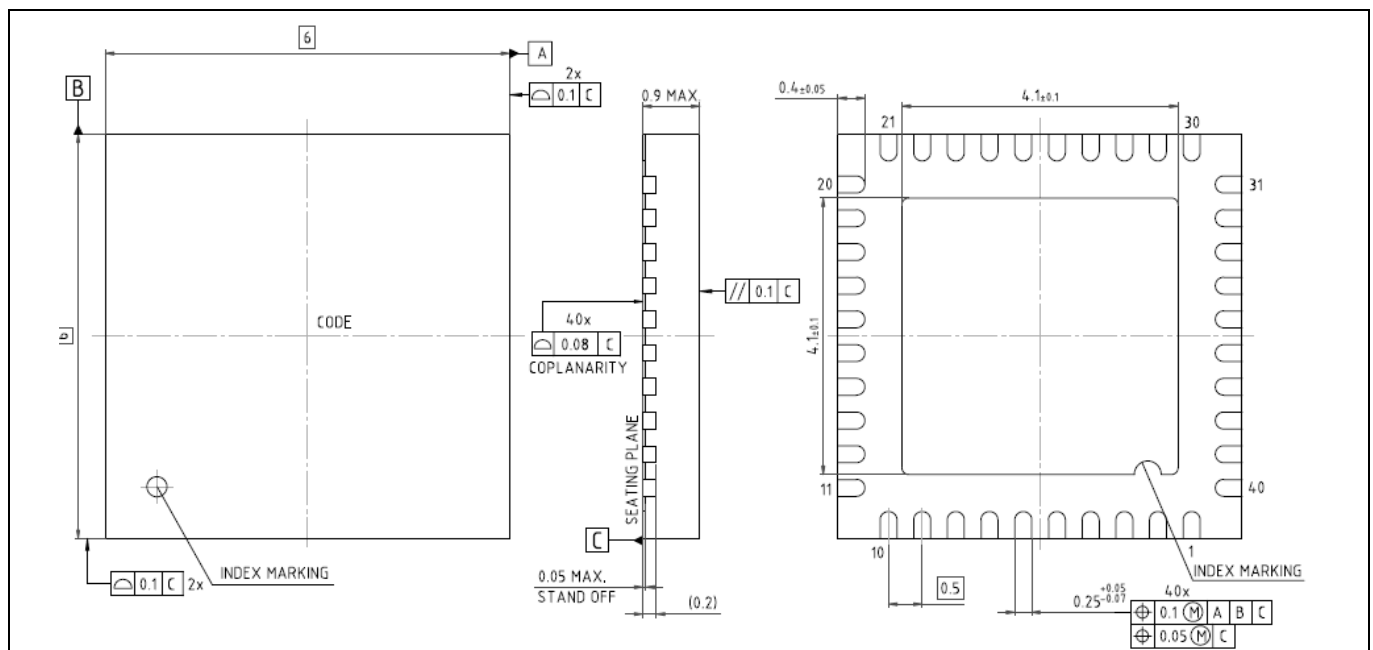 6
A
B
2x
⌓ 0.1 C
0.9 MAX.
0.4±0.05
4.1±0.1
21
30
20
31
CODE
6
// 0.1 C
40x
⌓ 0.08 C
COPLANARITY
4.1±0.1
SEATING PLANE
11
40
C
10
1
INDEX MARKING
⌓ 0.1 C 2x
INDEX MARKING
0.05 MAX.
STAND OFF
(0.2)
0.5
0.25 +0.05 -0.07
40x
⌖ 0.1 Ⓜ A B C
⌖ 0.05 Ⓜ C